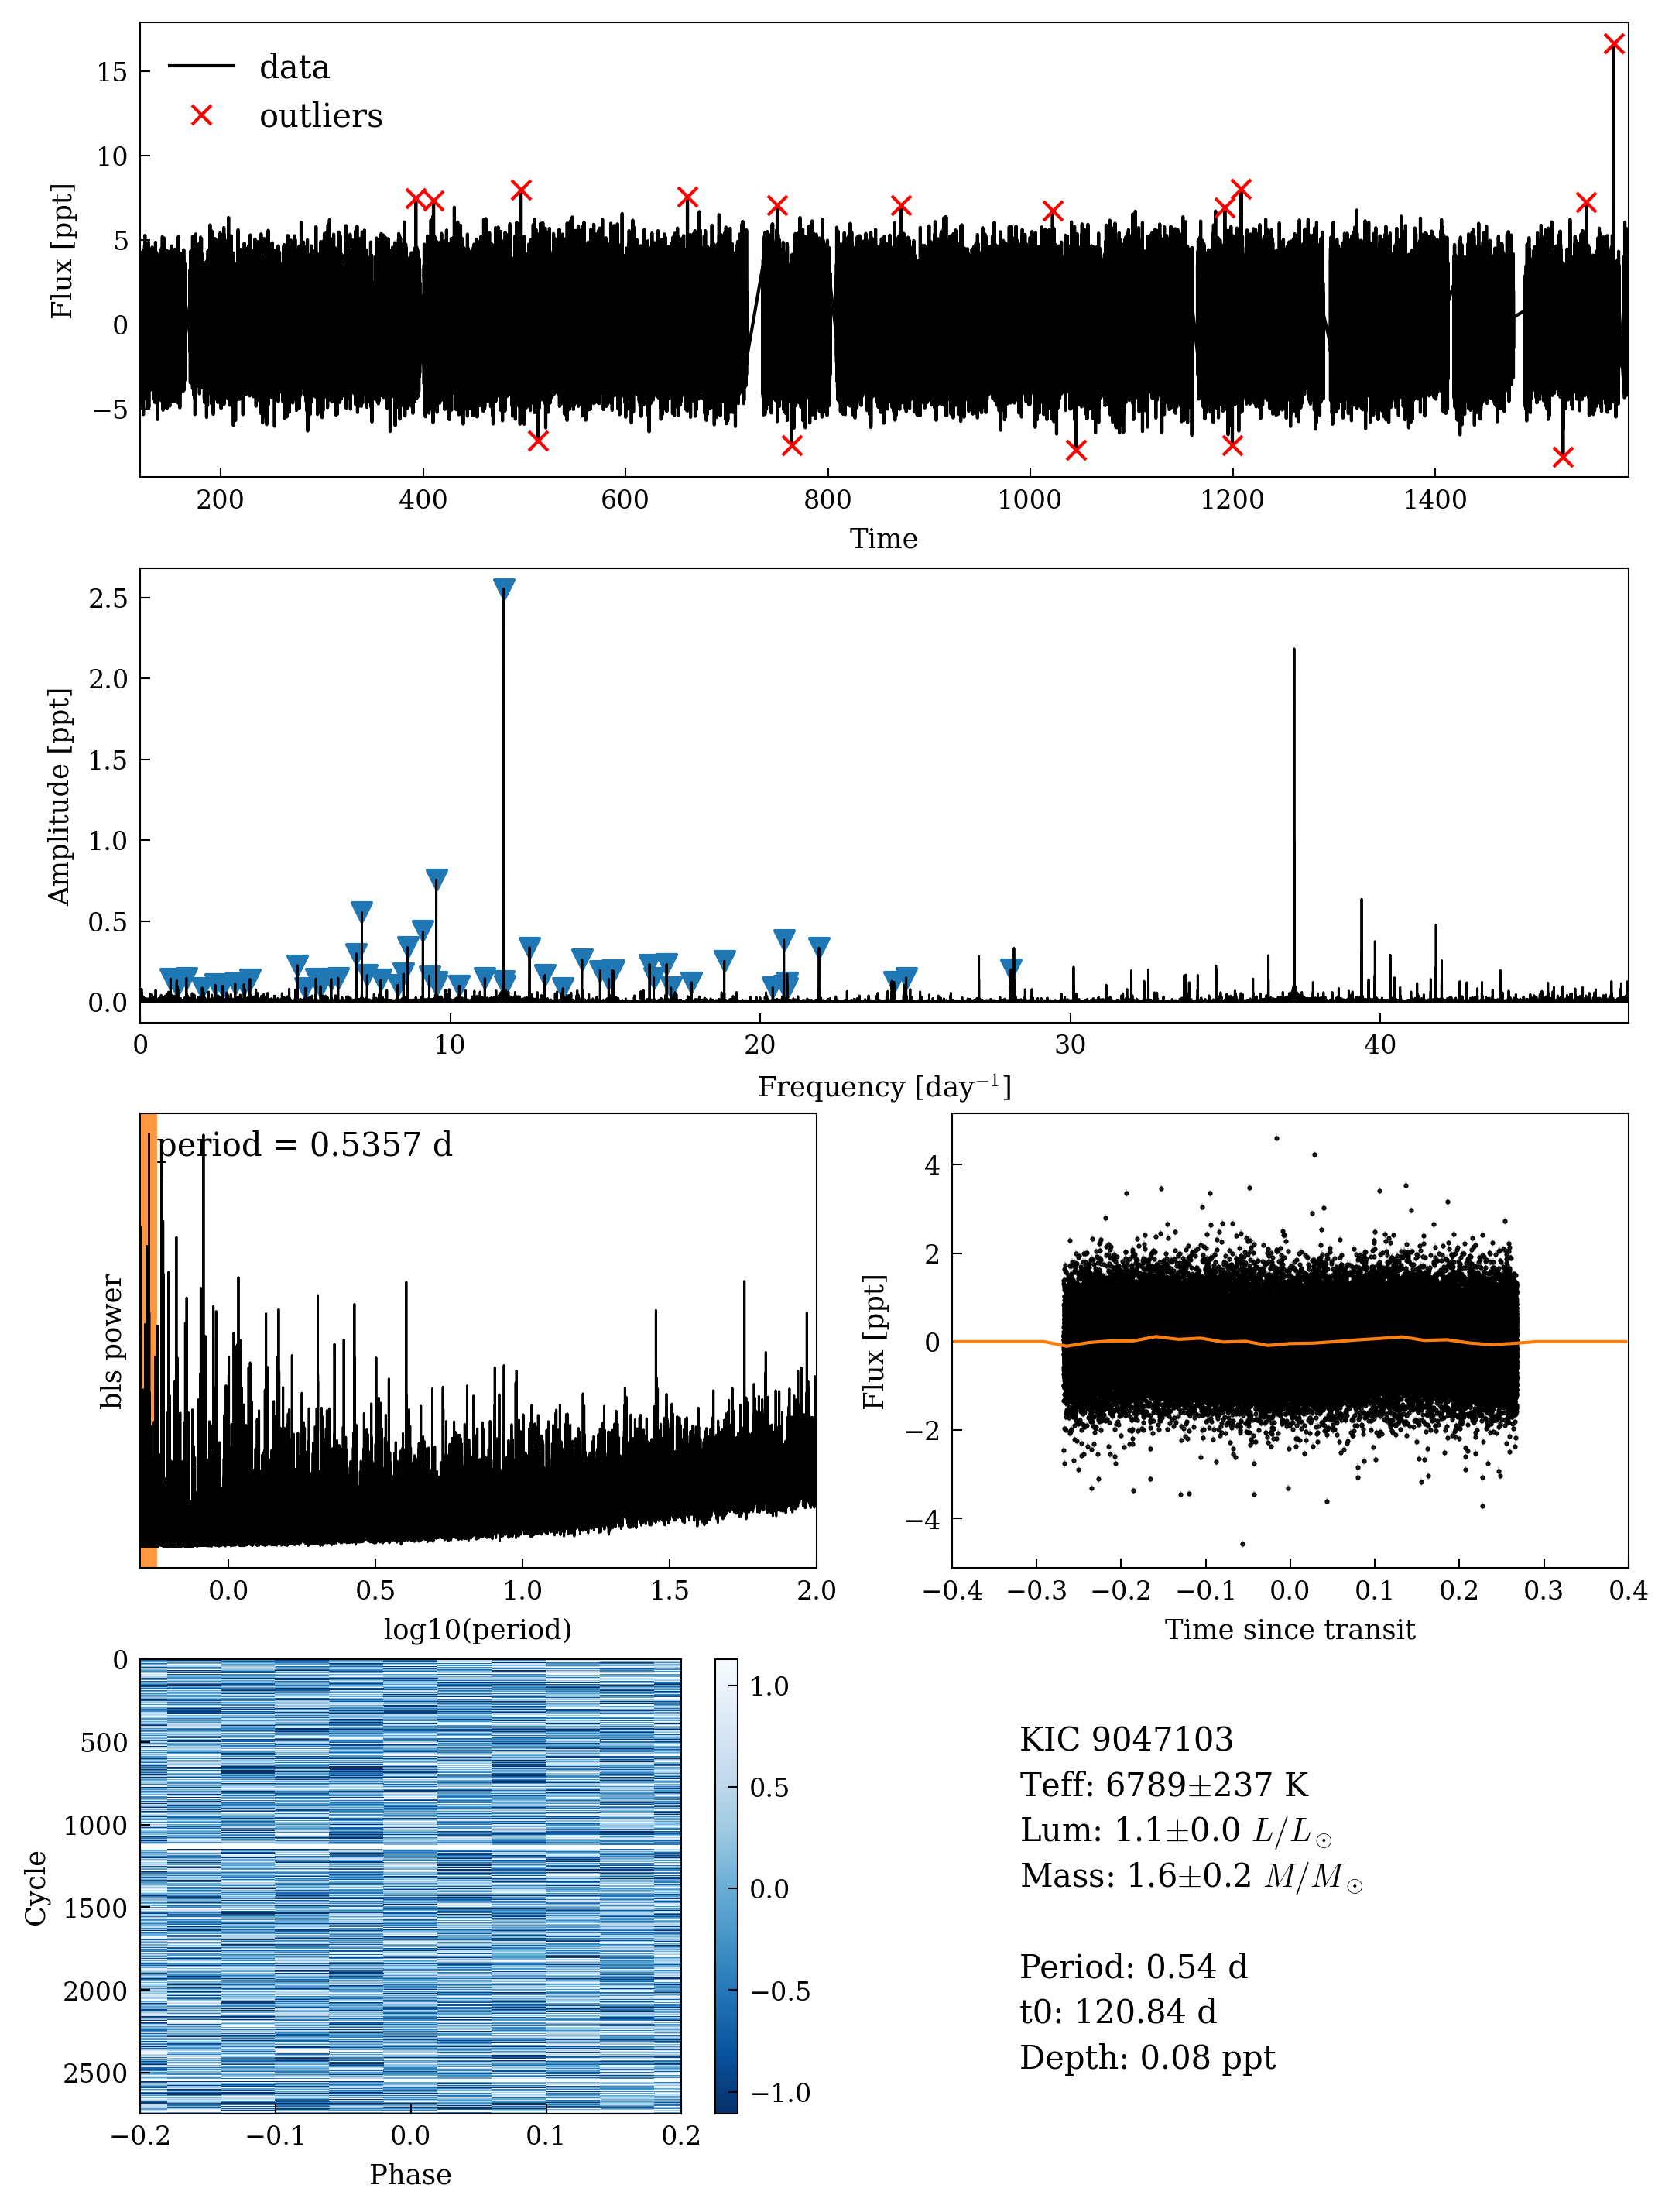 data
outliers
15
10
5
0
−5
Flux [ppt]
200 400 600 800 1000 1200 1400
Time
2.5
2.0
1.5
1.0
0.5
0.0
Amplitude [ppt]
0 10 20 30 40
Frequency [day⁻¹]
period = 0.5357 d
bls power
0.0 0.5 1.0 1.5 2.0
log10(period)
4
2
0
−2
−4
Flux [ppt]
−0.4 −0.3 −0.2 −0.1 0.0 0.1 0.2 0.3 0.4
Time since transit
0
500
1000
1500
2000
2500
Cycle
−0.2 −0.1 0.0 0.1 0.2
Phase
1.0
0.5
0.0
−0.5
−1.0
KIC 9047103
Teff: 6789±237 K
Lum: 1.1±0.0 L/L⊙
Mass: 1.6±0.2 M/M⊙
Period: 0.54 d
t0: 120.84 d
Depth: 0.08 ppt